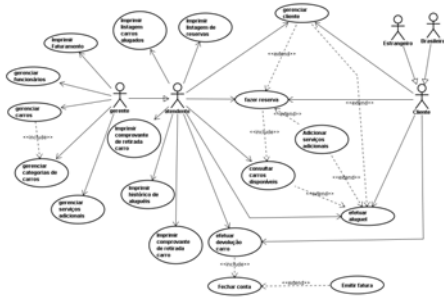 Imprimir
listagem
carros
alugados
Imprimir
listagem de
reservas
gerenciar
cliente
Estrangeiro
Brasileiro
Imprimir
faturamento
gerenciar
funcionários
gerenciar
carros
gerente
atendente
fazer reserva
Cliente
<<extend>>
<<include>>
Imprimir
comprovante
de retirada
carro
Adicionar
serviços
adicionais
gerenciar
categorias de
carros
consultar
carros
disponíveis
gerenciar
serviços
adicionais
Imprimir
histórico de
aluguéis
efetuar
aluguel
Imprimir
comprovante
de retirada
carro
efetuar
devolução
carro
<<include>>
Fechar conta
<<extend>>
Emitir fatura